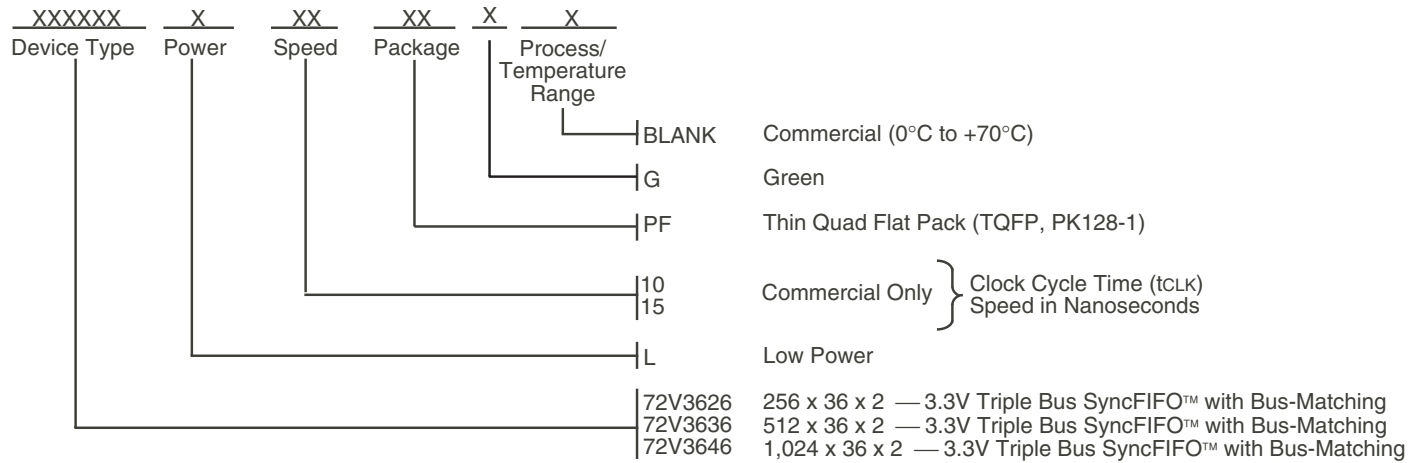 XXXXXX X XX XX X X
Device Type Power Speed Package Process/
Temperature
Range
BLANK Commercial (0°C to +70°C)
G Green
PF Thin Quad Flat Pack (TQFP, PK128-1)
10
15
Commercial Only
Clock Cycle Time (tCLK)
Speed in Nanoseconds
L Low Power
72V3626 256 x 36 x 2 — 3.3V Triple Bus SyncFIFO™ with Bus-Matching
72V3636 512 x 36 x 2 — 3.3V Triple Bus SyncFIFO™ with Bus-Matching
72V3646 1,024 x 36 x 2 — 3.3V Triple Bus SyncFIFO™ with Bus-Matching